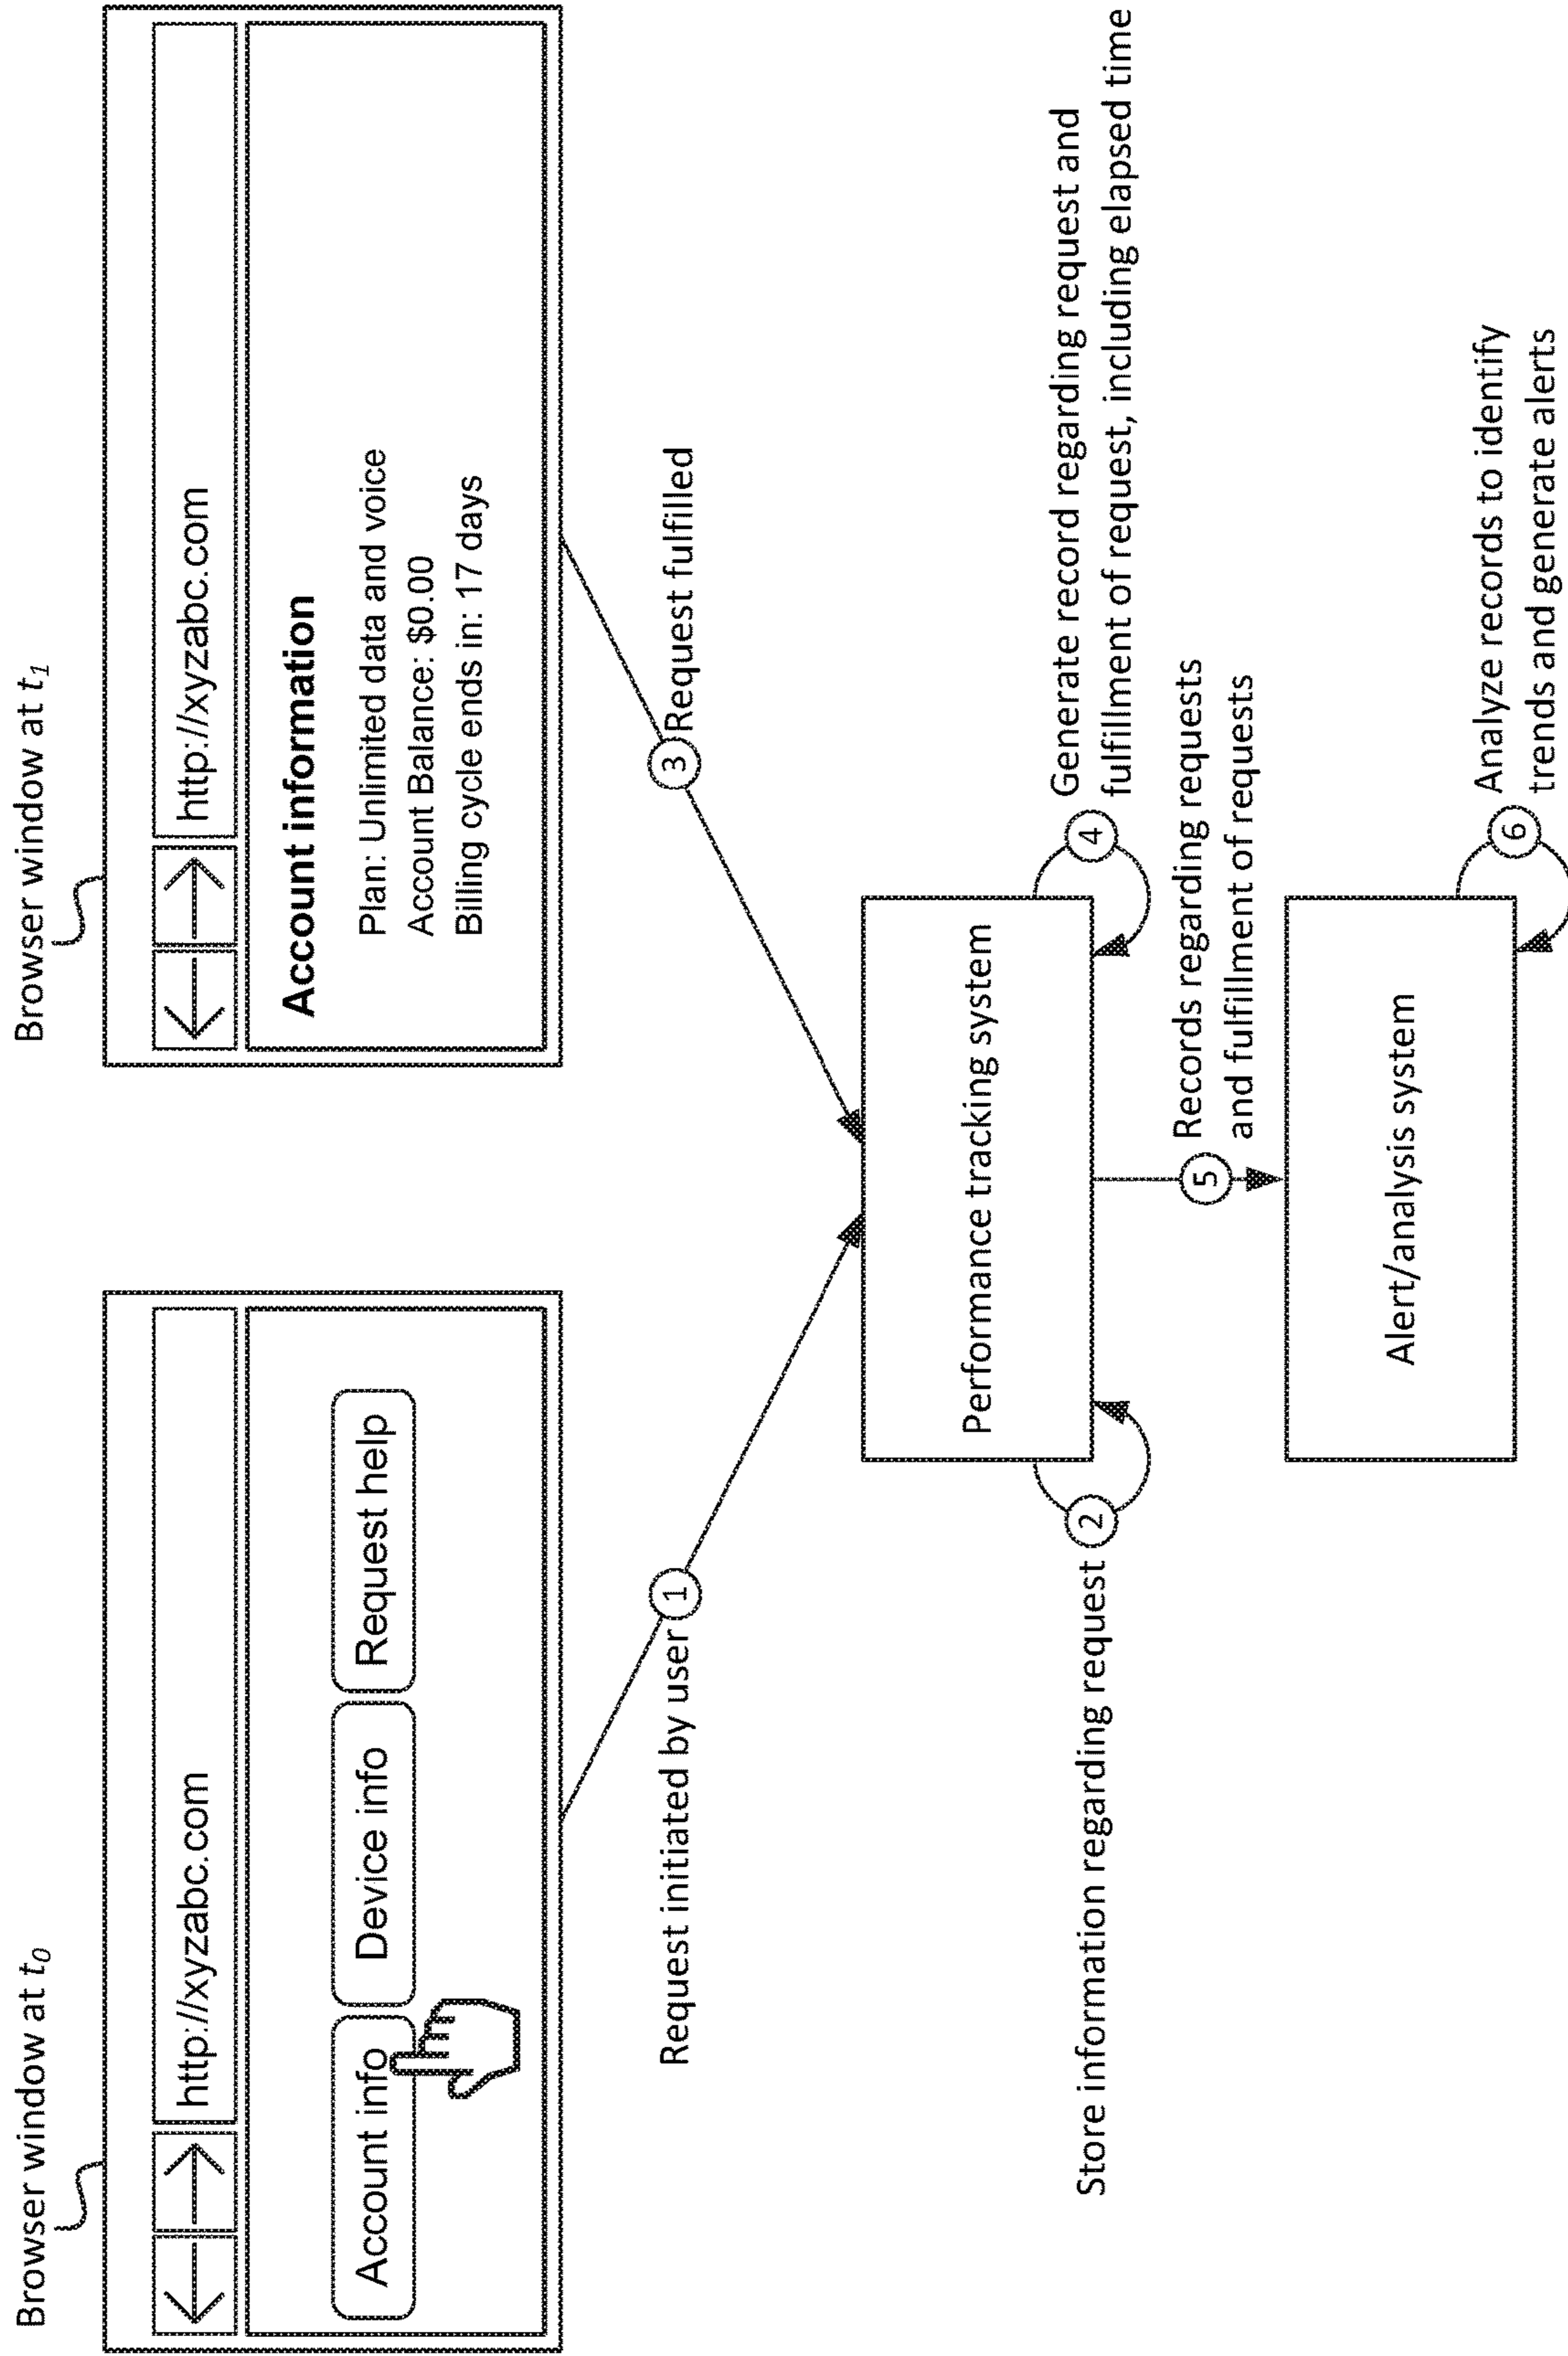 Browser window at t0
http://xyzabc.com
Account info
Device info
Request help
Browser window at t1
http://xyzabc.com
Account information
Plan: Unlimited data and voice
Account Balance: $0.00
Billing cycle ends in: 17 days
Request initiated by user
1
3
Request fulfilled
Performance tracking system
Store information regarding request
2
4
Generate record regarding request and
fulfillment of request, including elapsed time
5
Records regarding requests
and fulfillment of requests
Alert/analysis system
6
Analyze records to identify
trends and generate alerts